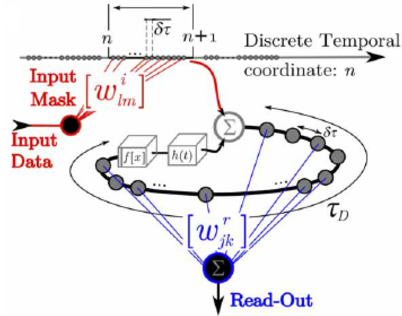 δτ
n ... n+1
Discrete Temporal
coordinate: n
Input
Mask
[w^i_lm]
Input
Data
Σ
δτ
f[x]
h(t)
... ...
[w^r_jk]
τ_D
Σ
Read-Out